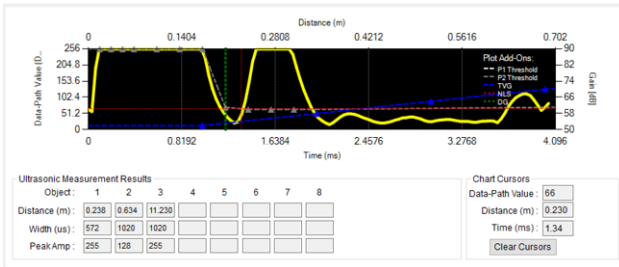 Distance (m)
0 0.1404 0.2808 0.4212 0.5616 0.702
Data-Path Value [D...
256
204.8
153.6
102.4
51.2
0
90
82
74
66
58
50
Gain [dB]
Plot Add-Ons:
P1 Threshold
P2 Threshold
TVG
NLS
DG
0 0.8192 1.6384 2.4576 3.2768 4.096
Time (ms)
Ultrasonic Measurement Results
Object : 1 2 3 4 5 6 7 8
Distance (m) : 0.238 0.634 11.230
Width (us) : 572 1020 1020
Peak Amp : 255 128 255
Chart Cursors
Data-Path Value : 66
Distance (m) : 0.230
Time (ms) : 1.34
Clear Cursors